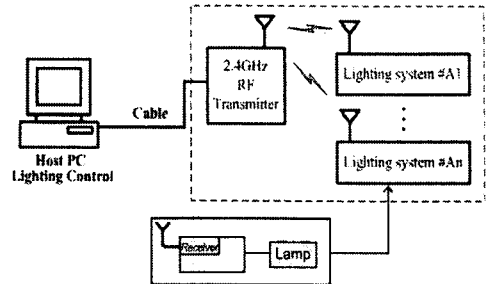 2.4GHz
RF
Transmitter
Lighting system #A1
Cable
Host PC
Lighting Control
Lighting system #An
Receiver
Lamp